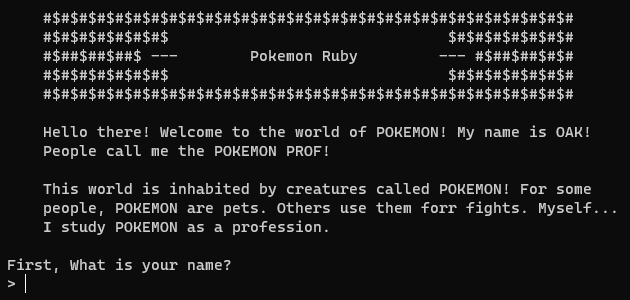 #$#$#$#$#$#$#$#$#$#$#$#$#$#$#$#$#$#$#$#$#$#$#$#$#$#$#$#$#$#
#$#$#$#$#$#$#$                               $#$#$#$#$#$#$#
#$##$##$##$ ---        Pokemon Ruby         --- #$##$##$#$#
#$#$#$#$#$#$#$                               $#$#$#$#$#$#$#
#$#$#$#$#$#$#$#$#$#$#$#$#$#$#$#$#$#$#$#$#$#$#$#$#$#$#$#$#$#
Hello there! Welcome to the world of POKEMON! My name is OAK!
People call me the POKEMON PROF!
This world is inhabited by creatures called POKEMON! For some
people, POKEMON are pets. Others use them forr fights. Myself...
I study POKEMON as a profession.
First, What is your name?
>